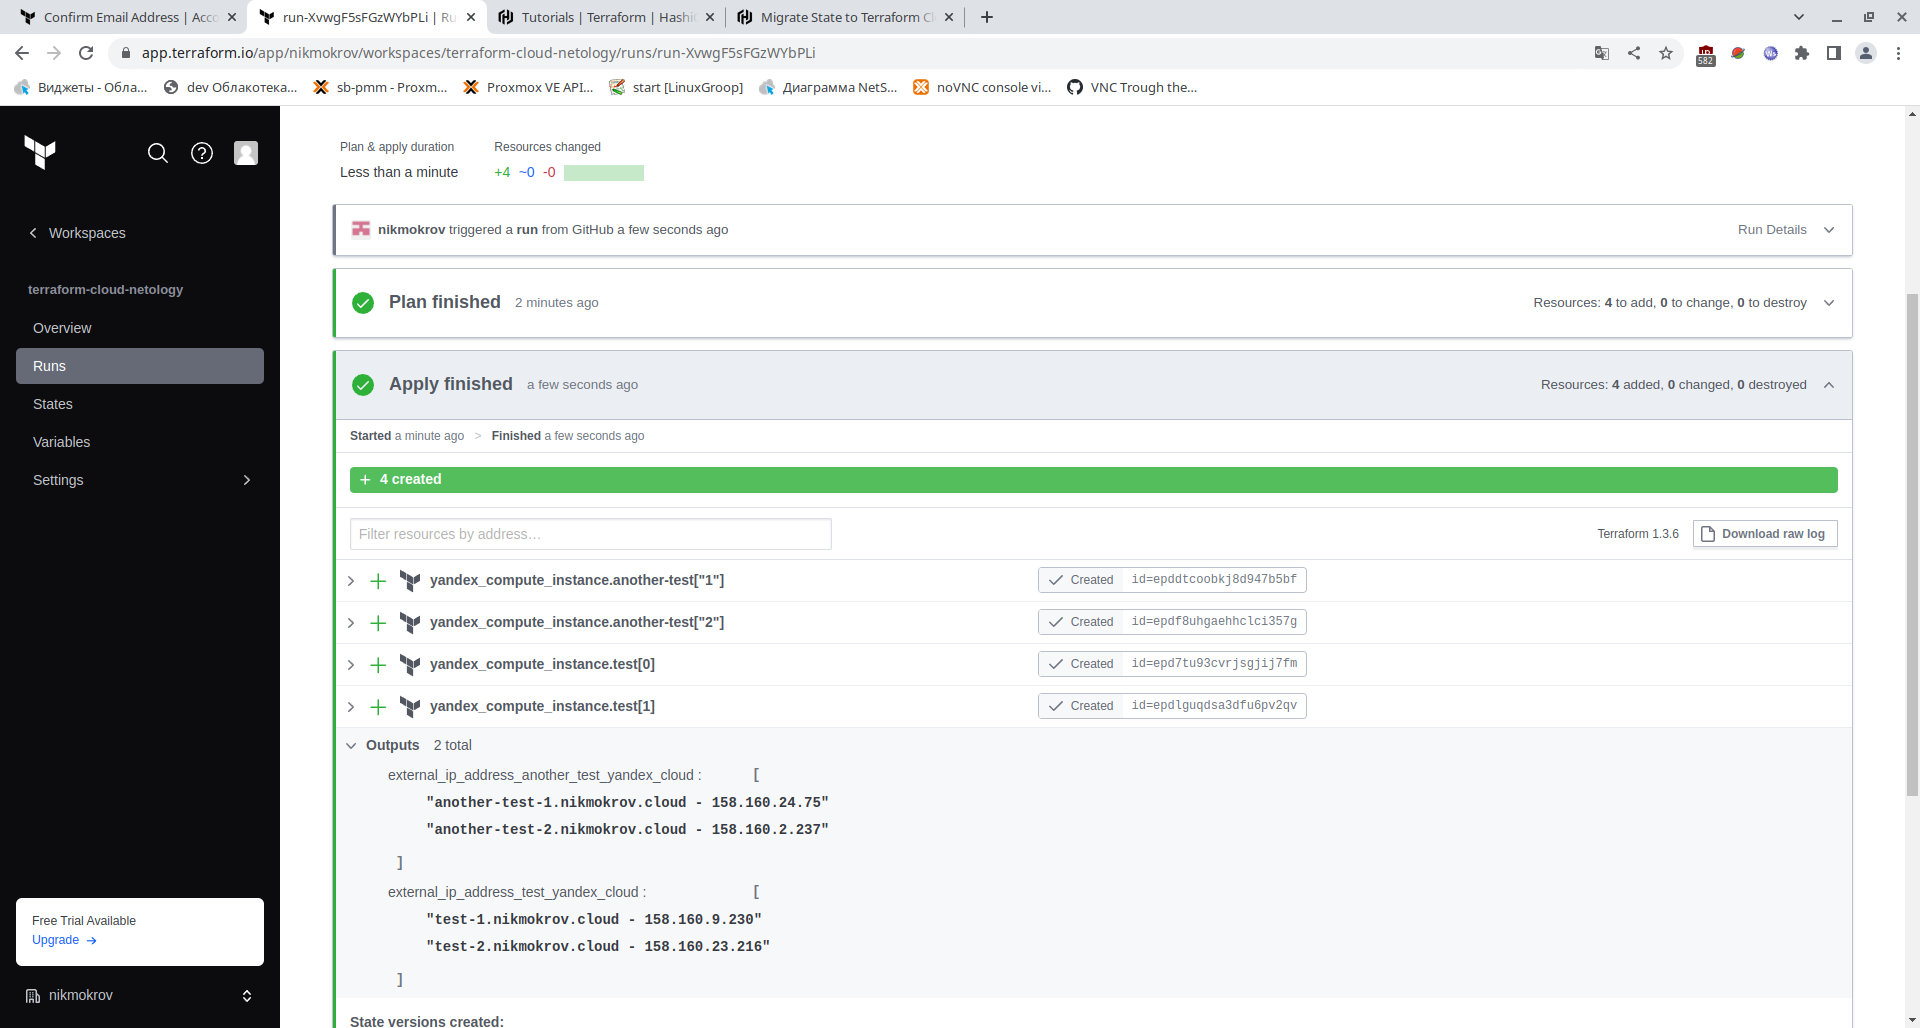 Confirm Email Address | Acco
run-XvwgF5sFGzWYbPLi | Ru
Tutorials | Terraform | Hashi
Migrate State to Terraform C
app.terraform.io/app/nikmokrov/workspaces/terraform-cloud-netology/runs/run-XvwgF5sFGzWYbPLi
582
Виджеты - Обла...
dev Облакотека...
sb-pmm - Proxm...
Proxmox VE API...
start [LinuxGroop]
Диаграмма NetS...
noVNC console vi...
VNC Trough the...
Workspaces
terraform-cloud-netology
Overview
Runs
States
Variables
Settings
Free Trial Available
Upgrade →
nikmokrov
Plan & apply duration
Resources changed
Less than a minute
+4 ~0 -0
nikmokrov triggered a run from GitHub a few seconds ago
Run Details
Plan finished 2 minutes ago
Resources: 4 to add, 0 to change, 0 to destroy
Apply finished a few seconds ago
Resources: 4 added, 0 changed, 0 destroyed
Started a minute ago > Finished a few seconds ago
+ 4 created
Filter resources by address…
Terraform 1.3.6
Download raw log
yandex_compute_instance.another-test["1"] Created id=epddtcoobkj8d947b5bf
yandex_compute_instance.another-test["2"] Created id=epdf8uhgaehhclci357g
yandex_compute_instance.test[0] Created id=epd7tu93cvrjsgjij7fm
yandex_compute_instance.test[1] Created id=epdlguqdsa3dfu6pv2qv
Outputs 2 total
external_ip_address_another_test_yandex_cloud : [
"another-test-1.nikmokrov.cloud - 158.160.24.75"
"another-test-2.nikmokrov.cloud - 158.160.2.237"
]
external_ip_address_test_yandex_cloud : [
"test-1.nikmokrov.cloud - 158.160.9.230"
"test-2.nikmokrov.cloud - 158.160.23.216"
]
State versions created: